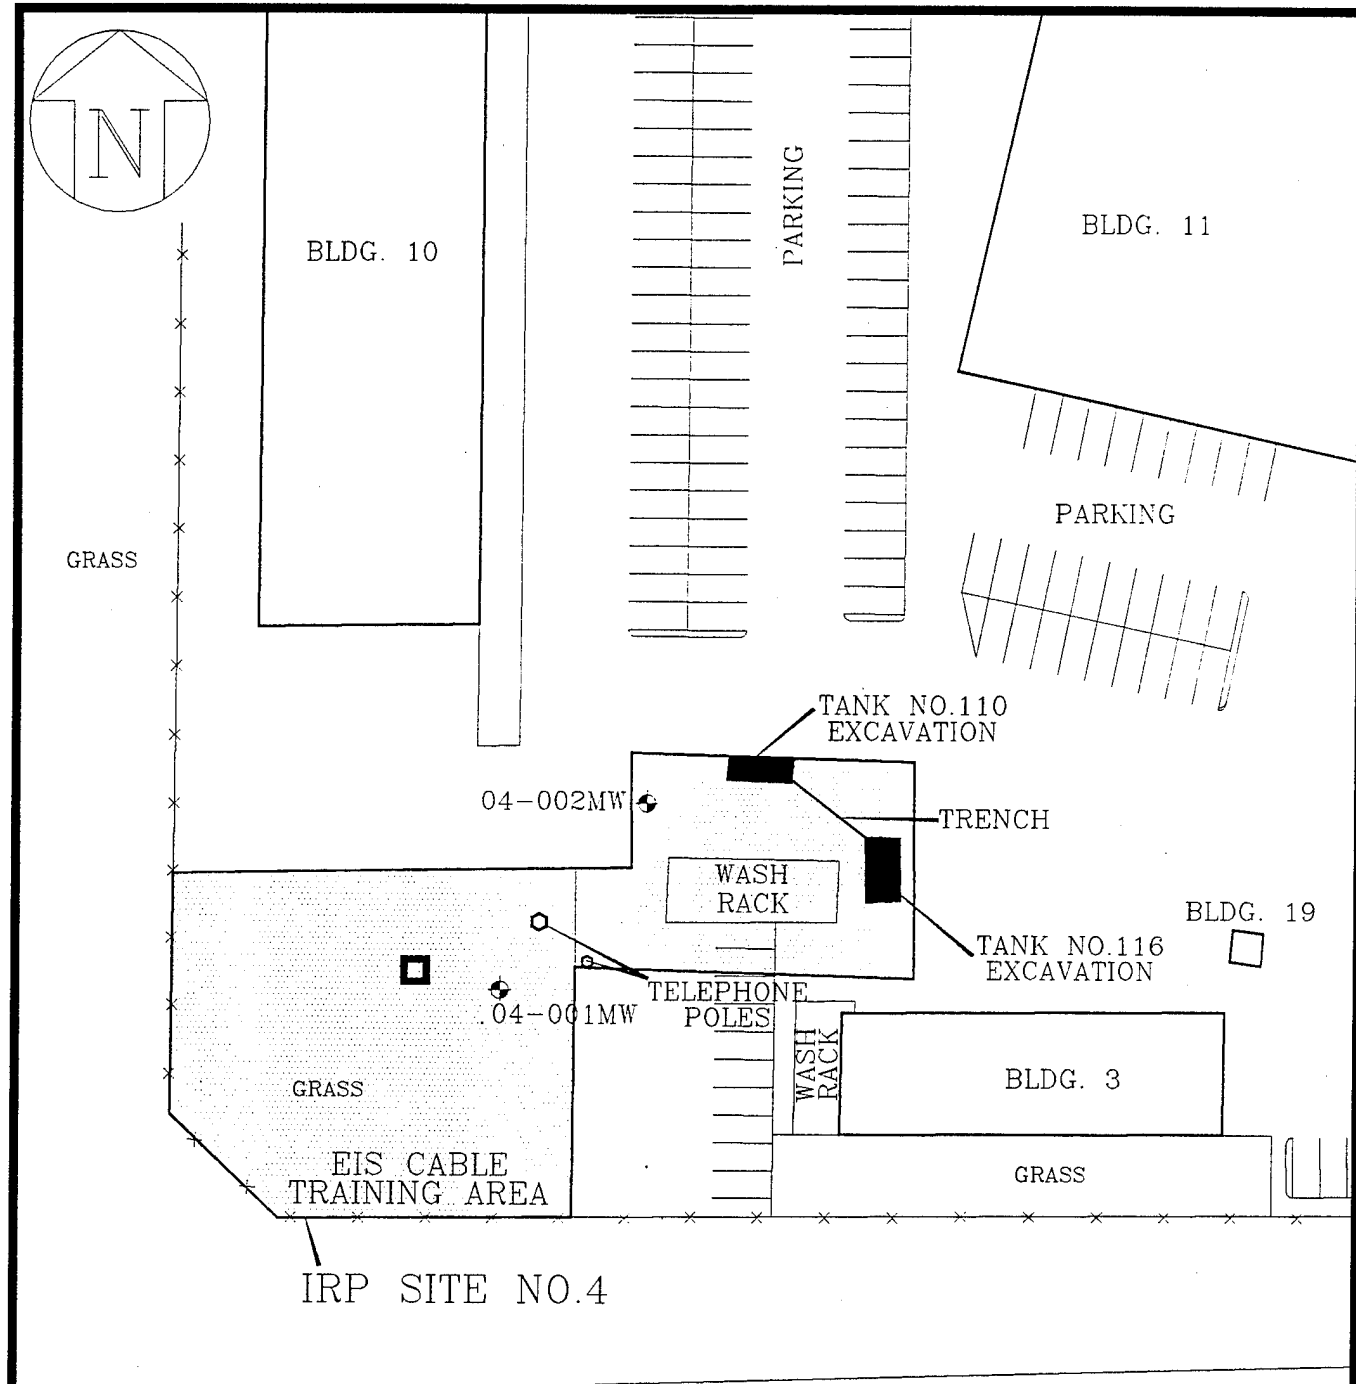 N
BLDG. 10
PARKING
BLDG. 11
PARKING
GRASS
TANK NO.110
EXCAVATION
04-002MW
TRENCH
WASH
RACK
BLDG. 19
TANK NO.116
EXCAVATION
TELEPHONE
POLES
.04-001MW
WASH
RACK
BLDG. 3
GRASS
GRASS
EIS CABLE
TRAINING AREA
IRP SITE NO.4